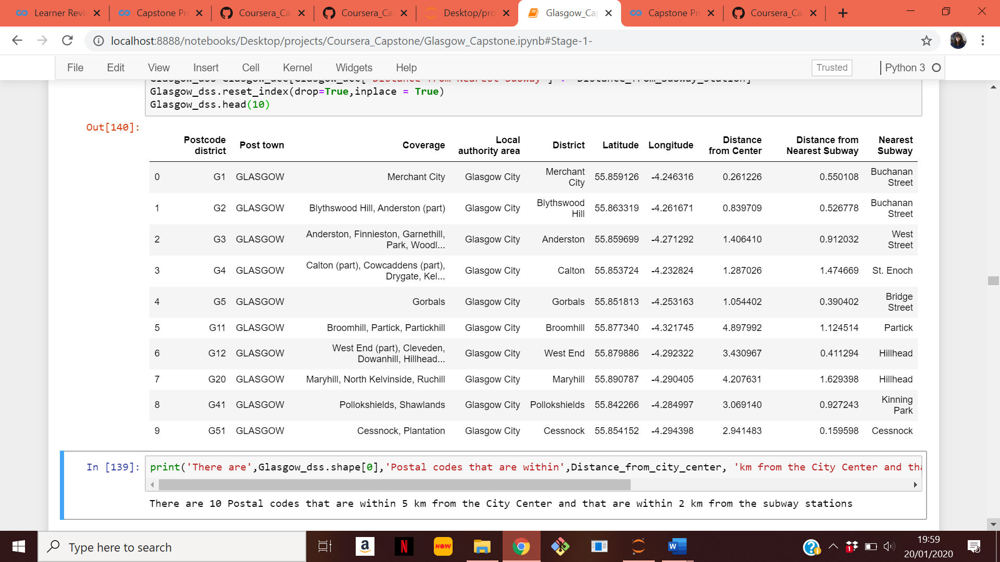 Learner Revi
Capstone Pr
Coursera_Ca
Coursera_Ca
Desktop/pro
Glasgow_Ca
Capstone Pr
Coursera_Ca
localhost:8888/notebooks/Desktop/projects/Coursera_Capstone/Glasgow_Capstone.ipynb#Stage-1-
File Edit View Insert Cell Kernel Widgets Help Trusted Python 3
Glasgow_dss.reset_index(drop=True,inplace = True)
Glasgow_dss.head(10)
Out[140]:
Postcode district Post town Coverage Local authority area District Latitude Longitude Distance from Center Distance from Nearest Subway Nearest Subway
0 G1 GLASGOW Merchant City Glasgow City Merchant City 55.859126 -4.246316 0.261226 0.550108 Buchanan Street
1 G2 GLASGOW Blythswood Hill, Anderston (part) Glasgow City Blythswood Hill 55.863319 -4.261671 0.839709 0.526778 Buchanan Street
2 G3 GLASGOW Anderston, Finnieston, Garnethill, Park, Woodl... Glasgow City Anderston 55.859699 -4.271292 1.406410 0.912032 West Street
3 G4 GLASGOW Calton (part), Cowcaddens (part), Drygate, Kel... Glasgow City Calton 55.853724 -4.232824 1.287026 1.474669 St. Enoch
4 G5 GLASGOW Gorbals Glasgow City Gorbals 55.851813 -4.253163 1.054402 0.390402 Bridge Street
5 G11 GLASGOW Broomhill, Partick, Partickhill Glasgow City Broomhill 55.877340 -4.321745 4.897992 1.124514 Partick
6 G12 GLASGOW West End (part), Cleveden, Dowanhill, Hillhead... Glasgow City West End 55.879886 -4.292322 3.430967 0.411294 Hillhead
7 G20 GLASGOW Maryhill, North Kelvinside, Ruchill Glasgow City Maryhill 55.890787 -4.290405 4.207631 1.629398 Hillhead
8 G41 GLASGOW Pollokshields, Shawlands Glasgow City Pollokshields 55.842266 -4.284997 3.069140 0.927243 Kinning Park
9 G51 GLASGOW Cessnock, Plantation Glasgow City Cessnock 55.854152 -4.294398 2.941483 0.159598 Cessnock
In [139]: print('There are',Glasgow_dss.shape[0],'Postal codes that are within',Distance_from_city_center, 'km from the City Center and tha
There are 10 Postal codes that are within 5 km from the City Center and that are within 2 km from the subway stations
Type here to search
a
N
NOW
W
1
19:59
20/01/2020